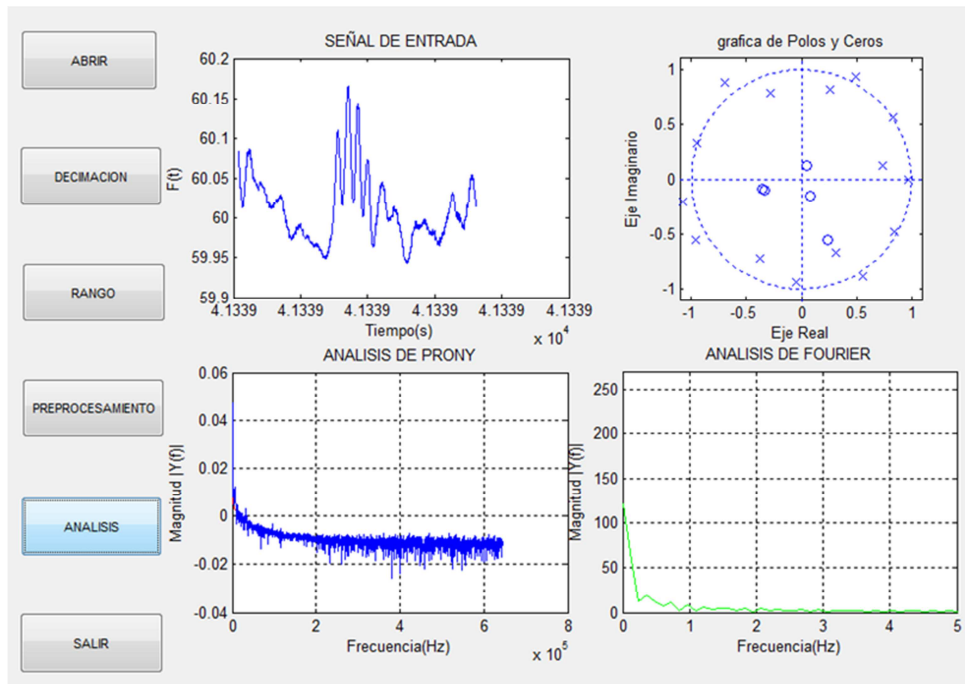 ABRIR
DECIMACION
RANGO
PREPROCESAMIENTO
ANALISIS
SALIR
SEÑAL DE ENTRADA
60.2
60.15
60.1
60.05
60
59.95
59.9
F(t)
4.1339 4.1339 4.1339 4.1339 4.1339 4.1339
Tiempo(s)
x 10^4
grafica de Polos y Ceros
1
0.5
0
-0.5
-1
Eje Imaginario
-1 -0.5 0 0.5 1
Eje Real
ANALISIS DE PRONY
0.06
0.04
0.02
0
-0.02
-0.04
Magnitud |Y(f)|
0 2 4 6 8
Frecuencia(Hz)
x 10^5
ANALISIS DE FOURIER
250
200
150
100
50
0
Magnitud |Y(f)|
0 1 2 3 4 5
Frecuencia(Hz)